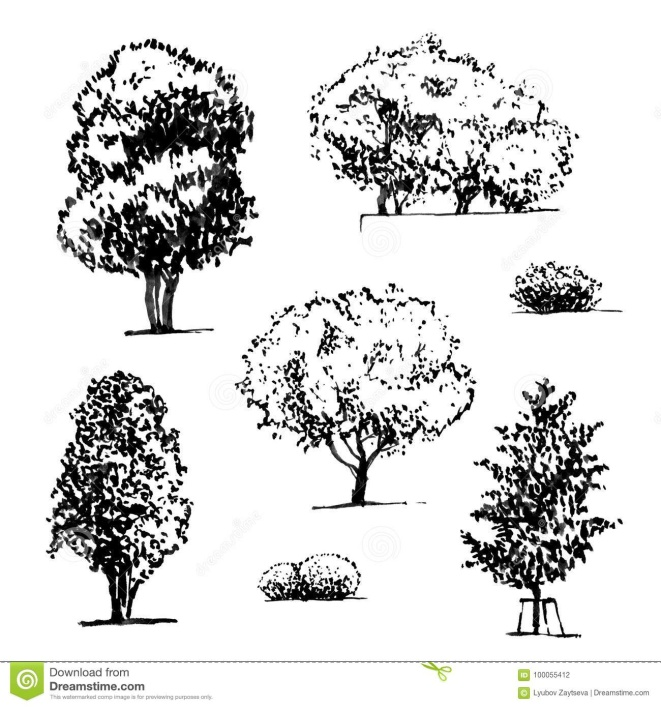 Download from
Dreamstime.com
This watermarked comp image is for previewing purposes only.
ID 100055412
© Lyubov Zaytseva | Dreamstime.com